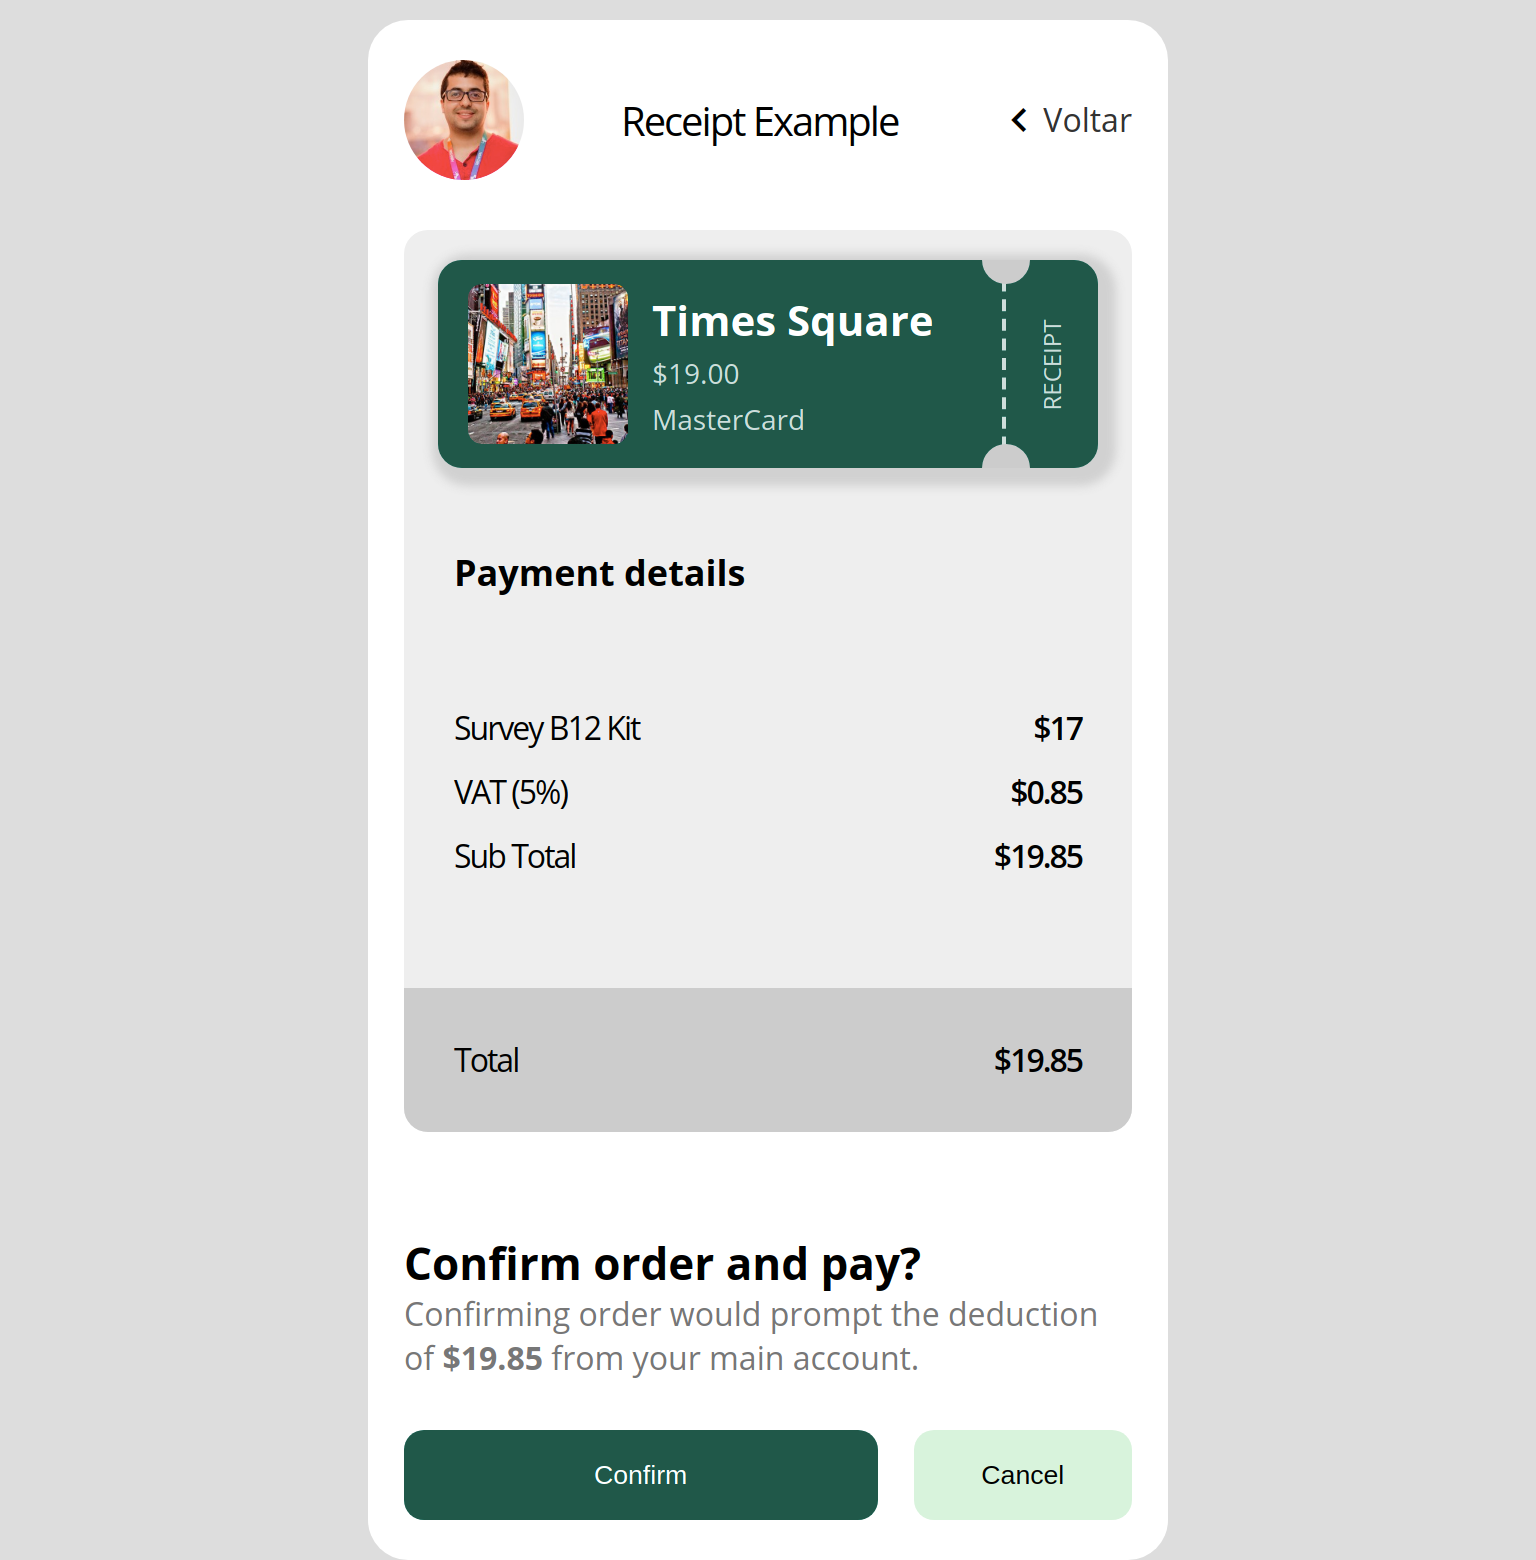 Receipt Example
Voltar
Times Square
$19.00
MasterCard
RECEIPT
Payment details
Survey B12 Kit $17
VAT (5%) $0.85
Sub Total $19.85
Total $19.85
Confirm order and pay?
Confirming order would prompt the deduction
of $19.85 from your main account.
Confirm
Cancel